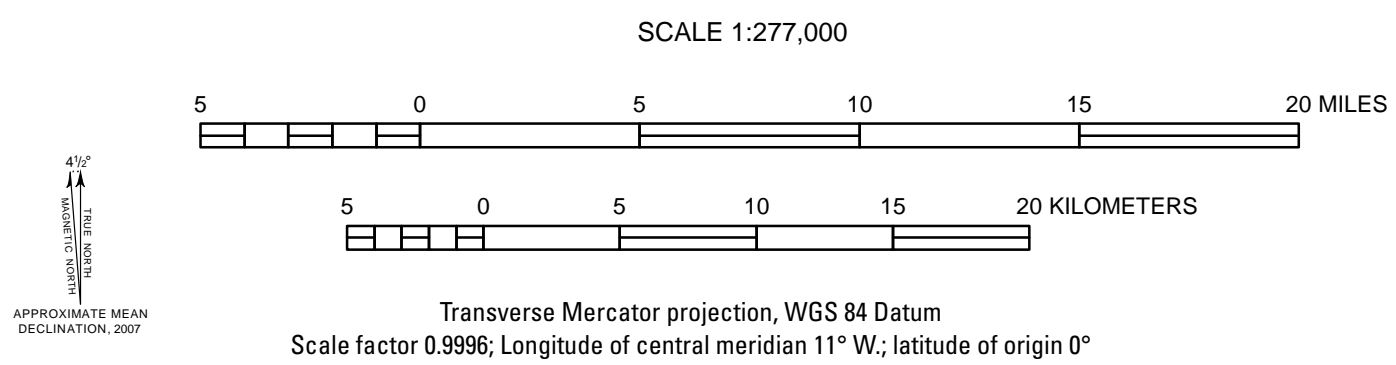 SCALE 1:277,000
5 0 5 10 15 20 MILES
4 1/2°
MAGNETIC NORTH
TRUE NORTH
APPROXIMATE MEAN
DECLINATION, 2007
5 0 5 10 15 20 KILOMETERS
Transverse Mercator projection, WGS 84 Datum
Scale factor 0.9996; Longitude of central meridian 11° W.; latitude of origin 0°